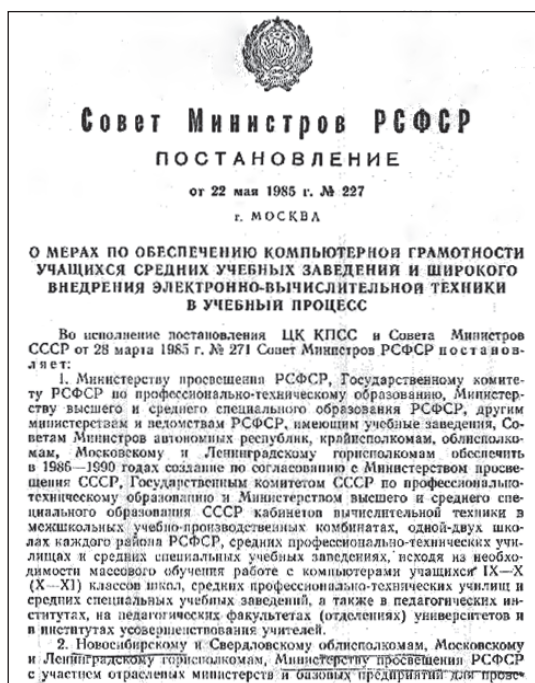 Совет Министров РСФСР
ПОСТАНОВЛЕНИЕ
от 22 мая 1985 г. № 227
г. МОСКВА
О МЕРАХ ПО ОБЕСПЕЧЕНИЮ КОМПЬЮТЕРНОЙ ГРАМОТНОСТИ
УЧАЩИХСЯ СРЕДНИХ УЧЕБНЫХ ЗАВЕДЕНИЙ И ШИРОКОГО
ВНЕДРЕНИЯ ЭЛЕКТРОННО-ВЫЧИСЛИТЕЛЬНОЙ ТЕХНИКИ
В УЧЕБНЫЙ ПРОЦЕСС
Во исполнение постановления ЦК КПСС и Совета Министров
СССР от 28 марта 1985 г. № 271 Совет Министров РСФСР постанов-
ляет:
1. Министерству просвещения РСФСР, Государственному комите-
ту РСФСР по профессионально-техническому образованию, Министер-
ству высшего и среднего специального образования РСФСР, другим
министерствам и ведомствам РСФСР, имеющим учебные заведения, Со-
ветам Министров автономных республик, крайисполкомам, облисполко-
мам, Московскому и Ленинградскому горисполкомам обеспечить
в 1986—1990 годах создание по согласованию с Министерством просве-
щения СССР, Государственным комитетом СССР по профессионально-
техническому образованию и Министерством высшего и среднего спе-
циального образования СССР кабинетов вычислительной техники в
межшкольных учебно-производственных комбинатах, одной-двух шко-
лах каждого района РСФСР, средних профессионально-технических учи-
лищах и средних специальных учебных заведениях, исходя из необхо-
димости массового обучения работе с компьютерами учащихся IX—X
(X—XI) классов школ, средних профессионально-технических училищ и
средних специальных учебных заведений, а также в педагогических ин-
ститутах, на педагогических факультетах (отделениях) университетов и
в институтах усовершенствования учителей.
2. Новосибирскому и Свердловскому облисполкомам, Московскому
и Ленинградскому горисполкомам, Министерству просвещения РСФСР
с участием отраслевых министерств и базовых предприятий для прове-